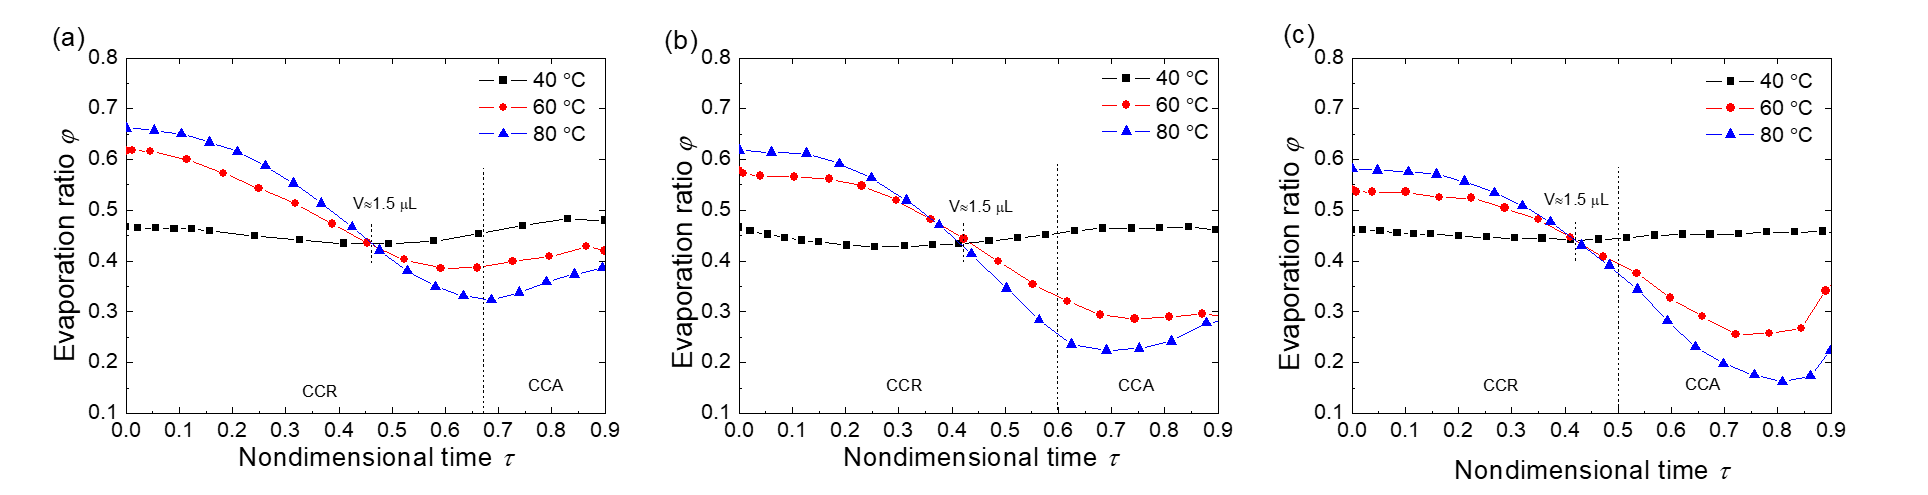 (a)
0.8
0.7
0.6
0.5
0.4
0.3
0.2
0.1
Evaporation ratio φ
40 °C
60 °C
80 °C
V≈1.5 μL
CCR
CCA
0.0 0.1 0.2 0.3 0.4 0.5 0.6 0.7 0.8 0.9
Nondimensional time τ
(b)
0.8
0.7
0.6
0.5
0.4
0.3
0.2
0.1
Evaporation ratio φ
40 °C
60 °C
80 °C
V≈1.5 μL
CCR
CCA
0.0 0.1 0.2 0.3 0.4 0.5 0.6 0.7 0.8 0.9
Nondimensional time τ
(c)
0.8
0.7
0.6
0.5
0.4
0.3
0.2
0.1
Evaporation ratio φ
40 °C
60 °C
80 °C
V≈1.5 μL
CCR
CCA
0.0 0.1 0.2 0.3 0.4 0.5 0.6 0.7 0.8 0.9
Nondimensional time τ